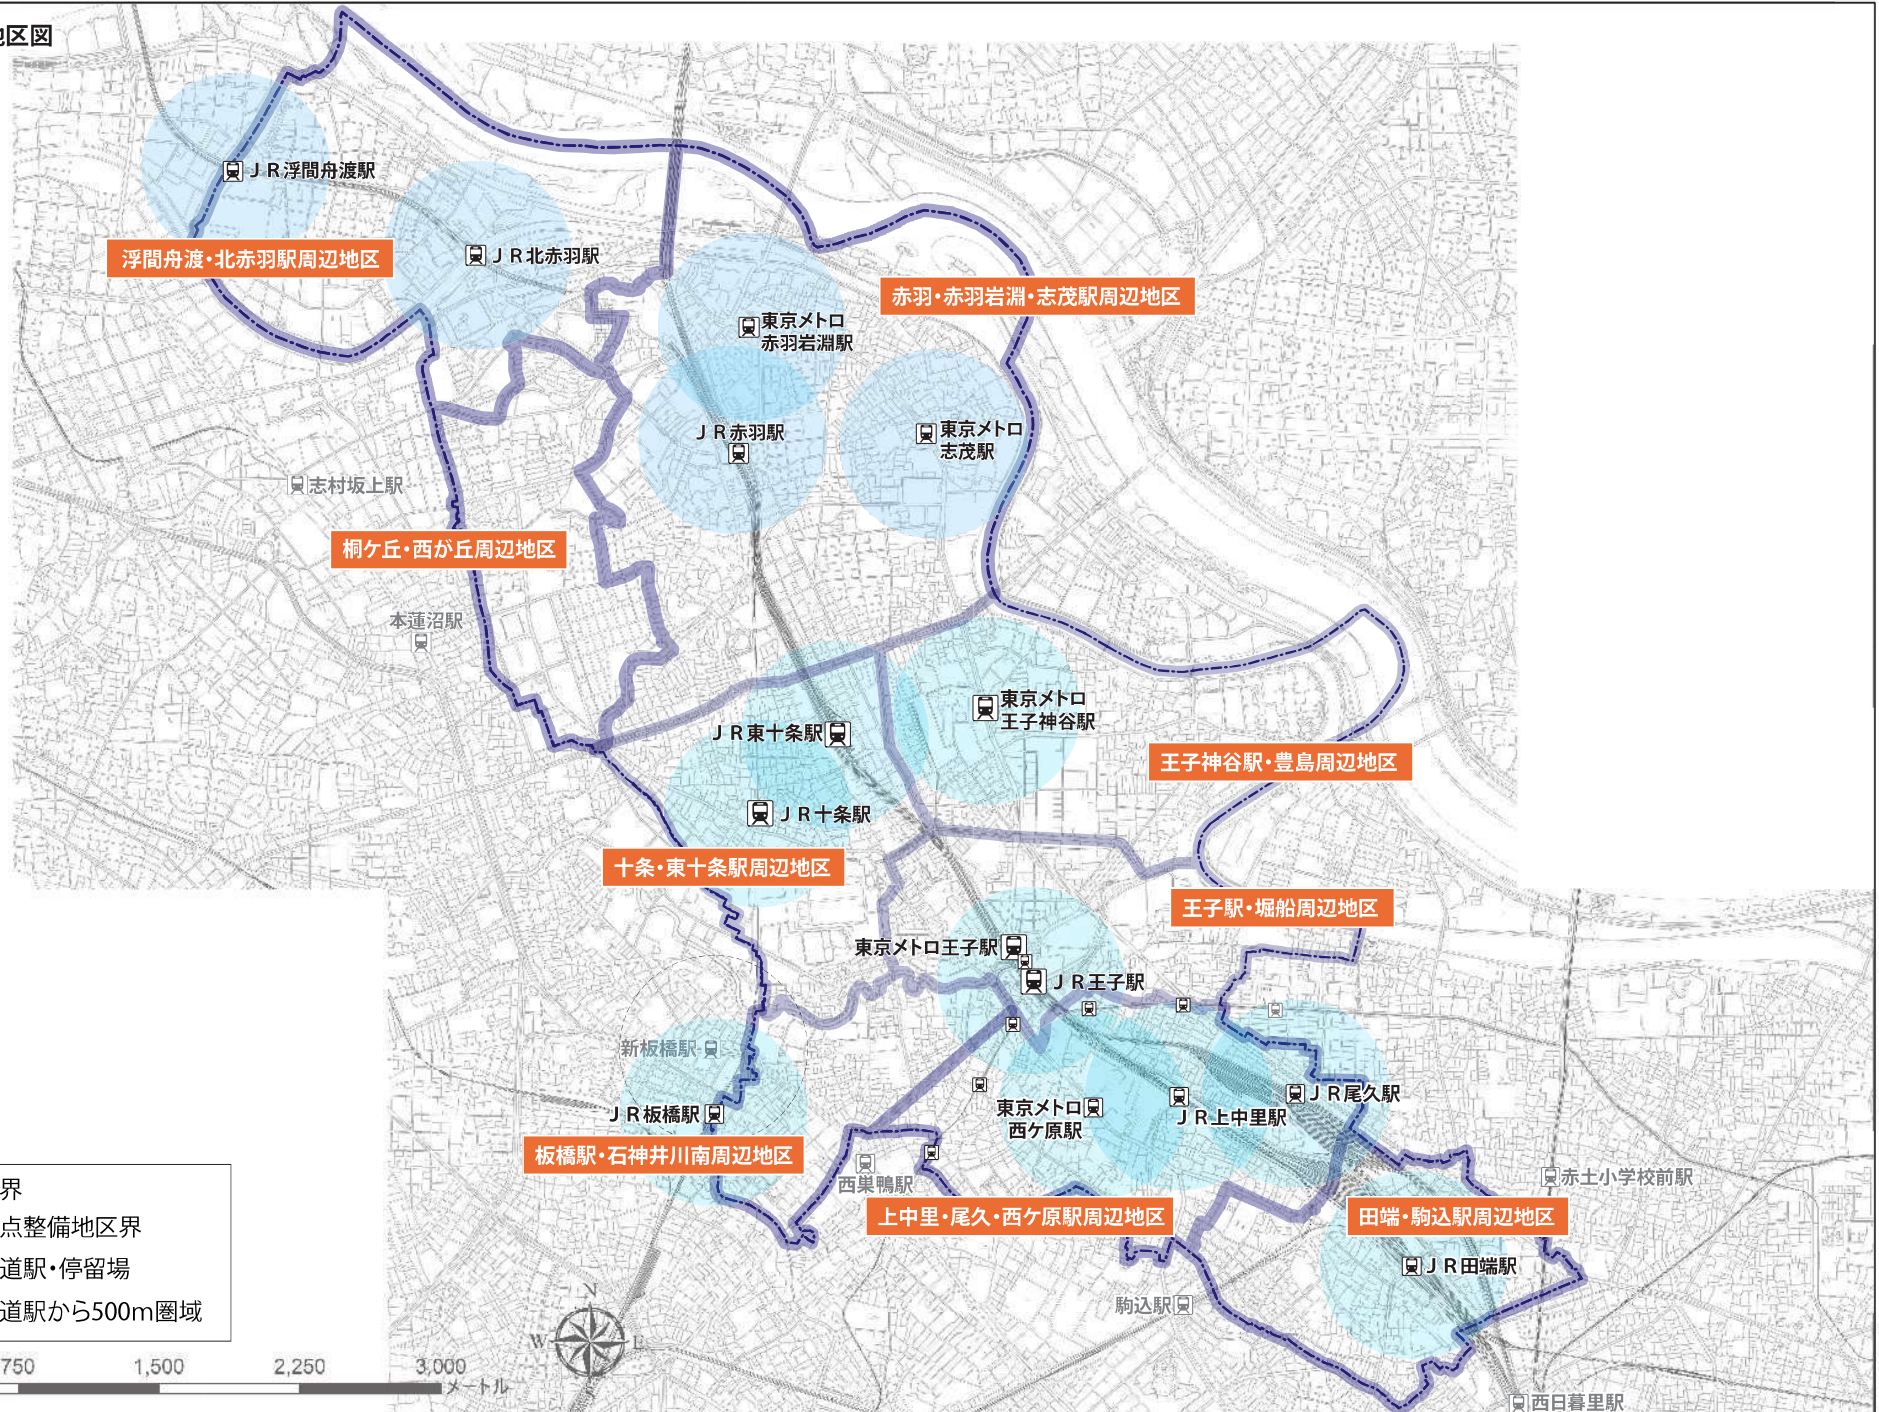 地区図
JR浮間舟渡駅
JR北赤羽駅
浮間舟渡・北赤羽駅周辺地区
赤羽・赤羽岩淵・志茂駅周辺地区
東京メトロ
赤羽岩淵駅
JR赤羽駅
東京メトロ
志茂駅
志村坂上駅
桐ケ丘・西が丘周辺地区
本蓮沼駅
東京メトロ
王子神谷駅
JR東十条駅
王子神谷駅・豊島周辺地区
JR十条駅
十条・東十条駅周辺地区
王子駅・堀船周辺地区
東京メトロ王子駅
JR王子駅
新板橋駅
JR板橋駅
JR尾久駅
東京メトロ
西ケ原駅
JR上中里駅
板橋駅・石神井川南周辺地区
西巣鴨駅
赤土小学校前駅
上中里・尾久・西ケ原駅周辺地区
田端・駒込駅周辺地区
JR田端駅
駒込駅
西日暮里駅
界
点整備地区界
道駅・停留場
道駅から500m圏域
N
W
E
S
750
1,500
2,250
3,000
メートル